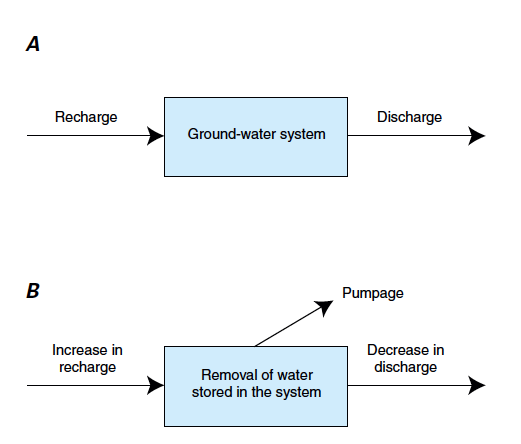 A
Recharge
Ground-water system
Discharge
B
Pumpage
Increase in
recharge
Removal of water
stored in the system
Decrease in
discharge